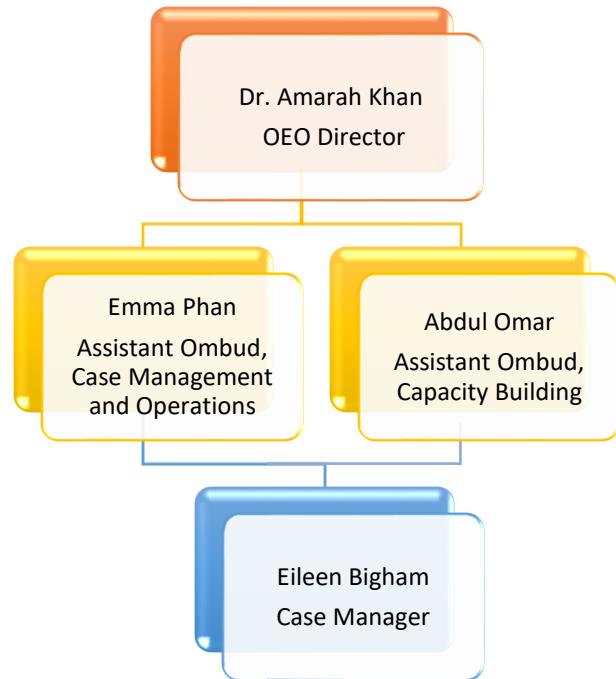 Dr. Amarah Khan
OEO Director
Emma Phan
Assistant Ombud,
Case Management
and Operations
Abdul Omar
Assistant Ombud,
Capacity Building
Eileen Bigham
Case Manager